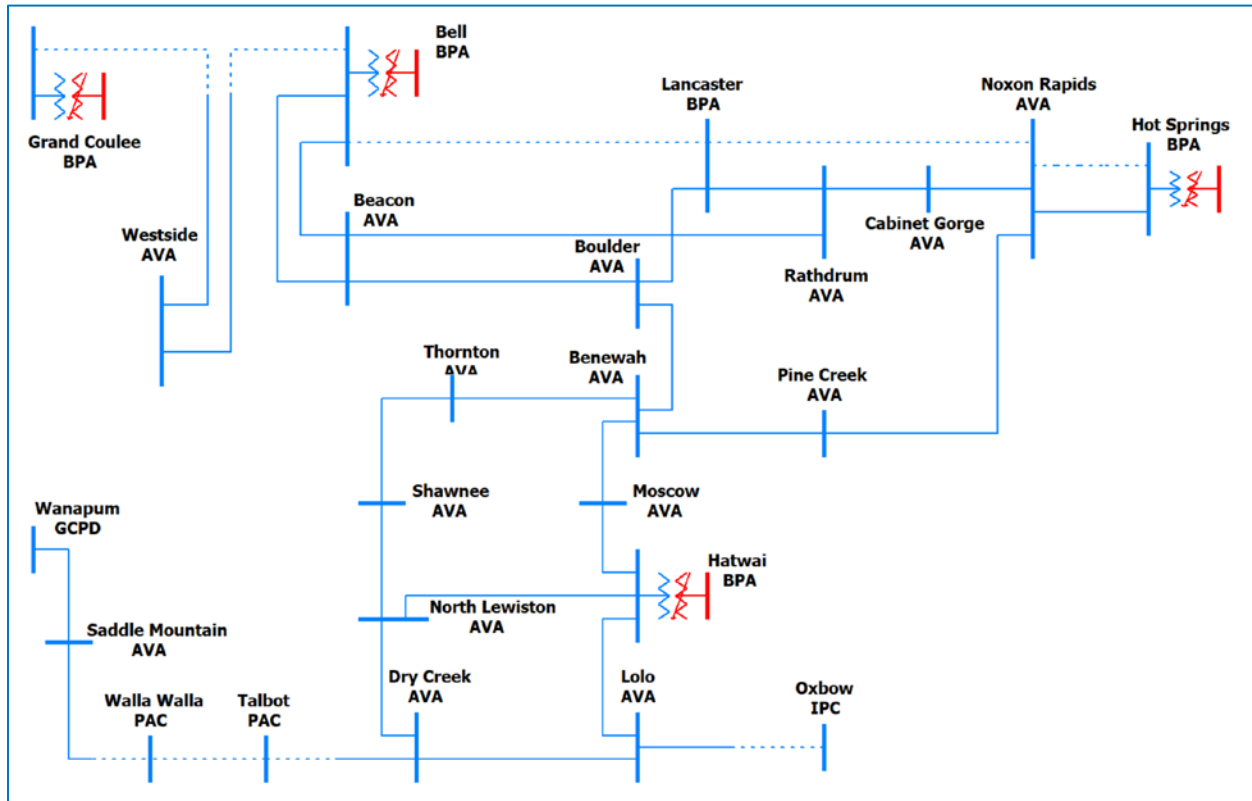 Bell
BPA
Grand Coulee
BPA
Lancaster
BPA
Noxon Rapids
AVA
Hot Springs
BPA
Westside
AVA
Beacon
AVA
Boulder
AVA
Cabinet Gorge
AVA
Rathdrum
AVA
Thornton
AVA
Benewah
AVA
Pine Creek
AVA
Shawnee
AVA
Moscow
AVA
Wanapum
GCPD
Hatwai
BPA
North Lewiston
AVA
Saddle Mountain
AVA
Walla Walla
PAC
Talbot
PAC
Dry Creek
AVA
Lolo
AVA
Oxbow
IPC